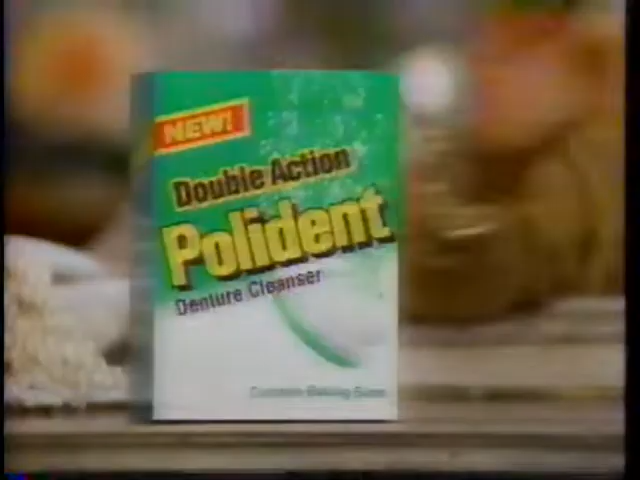 NEW!
Double Action
Polident
Denture Cleanser
Contains Baking Soda